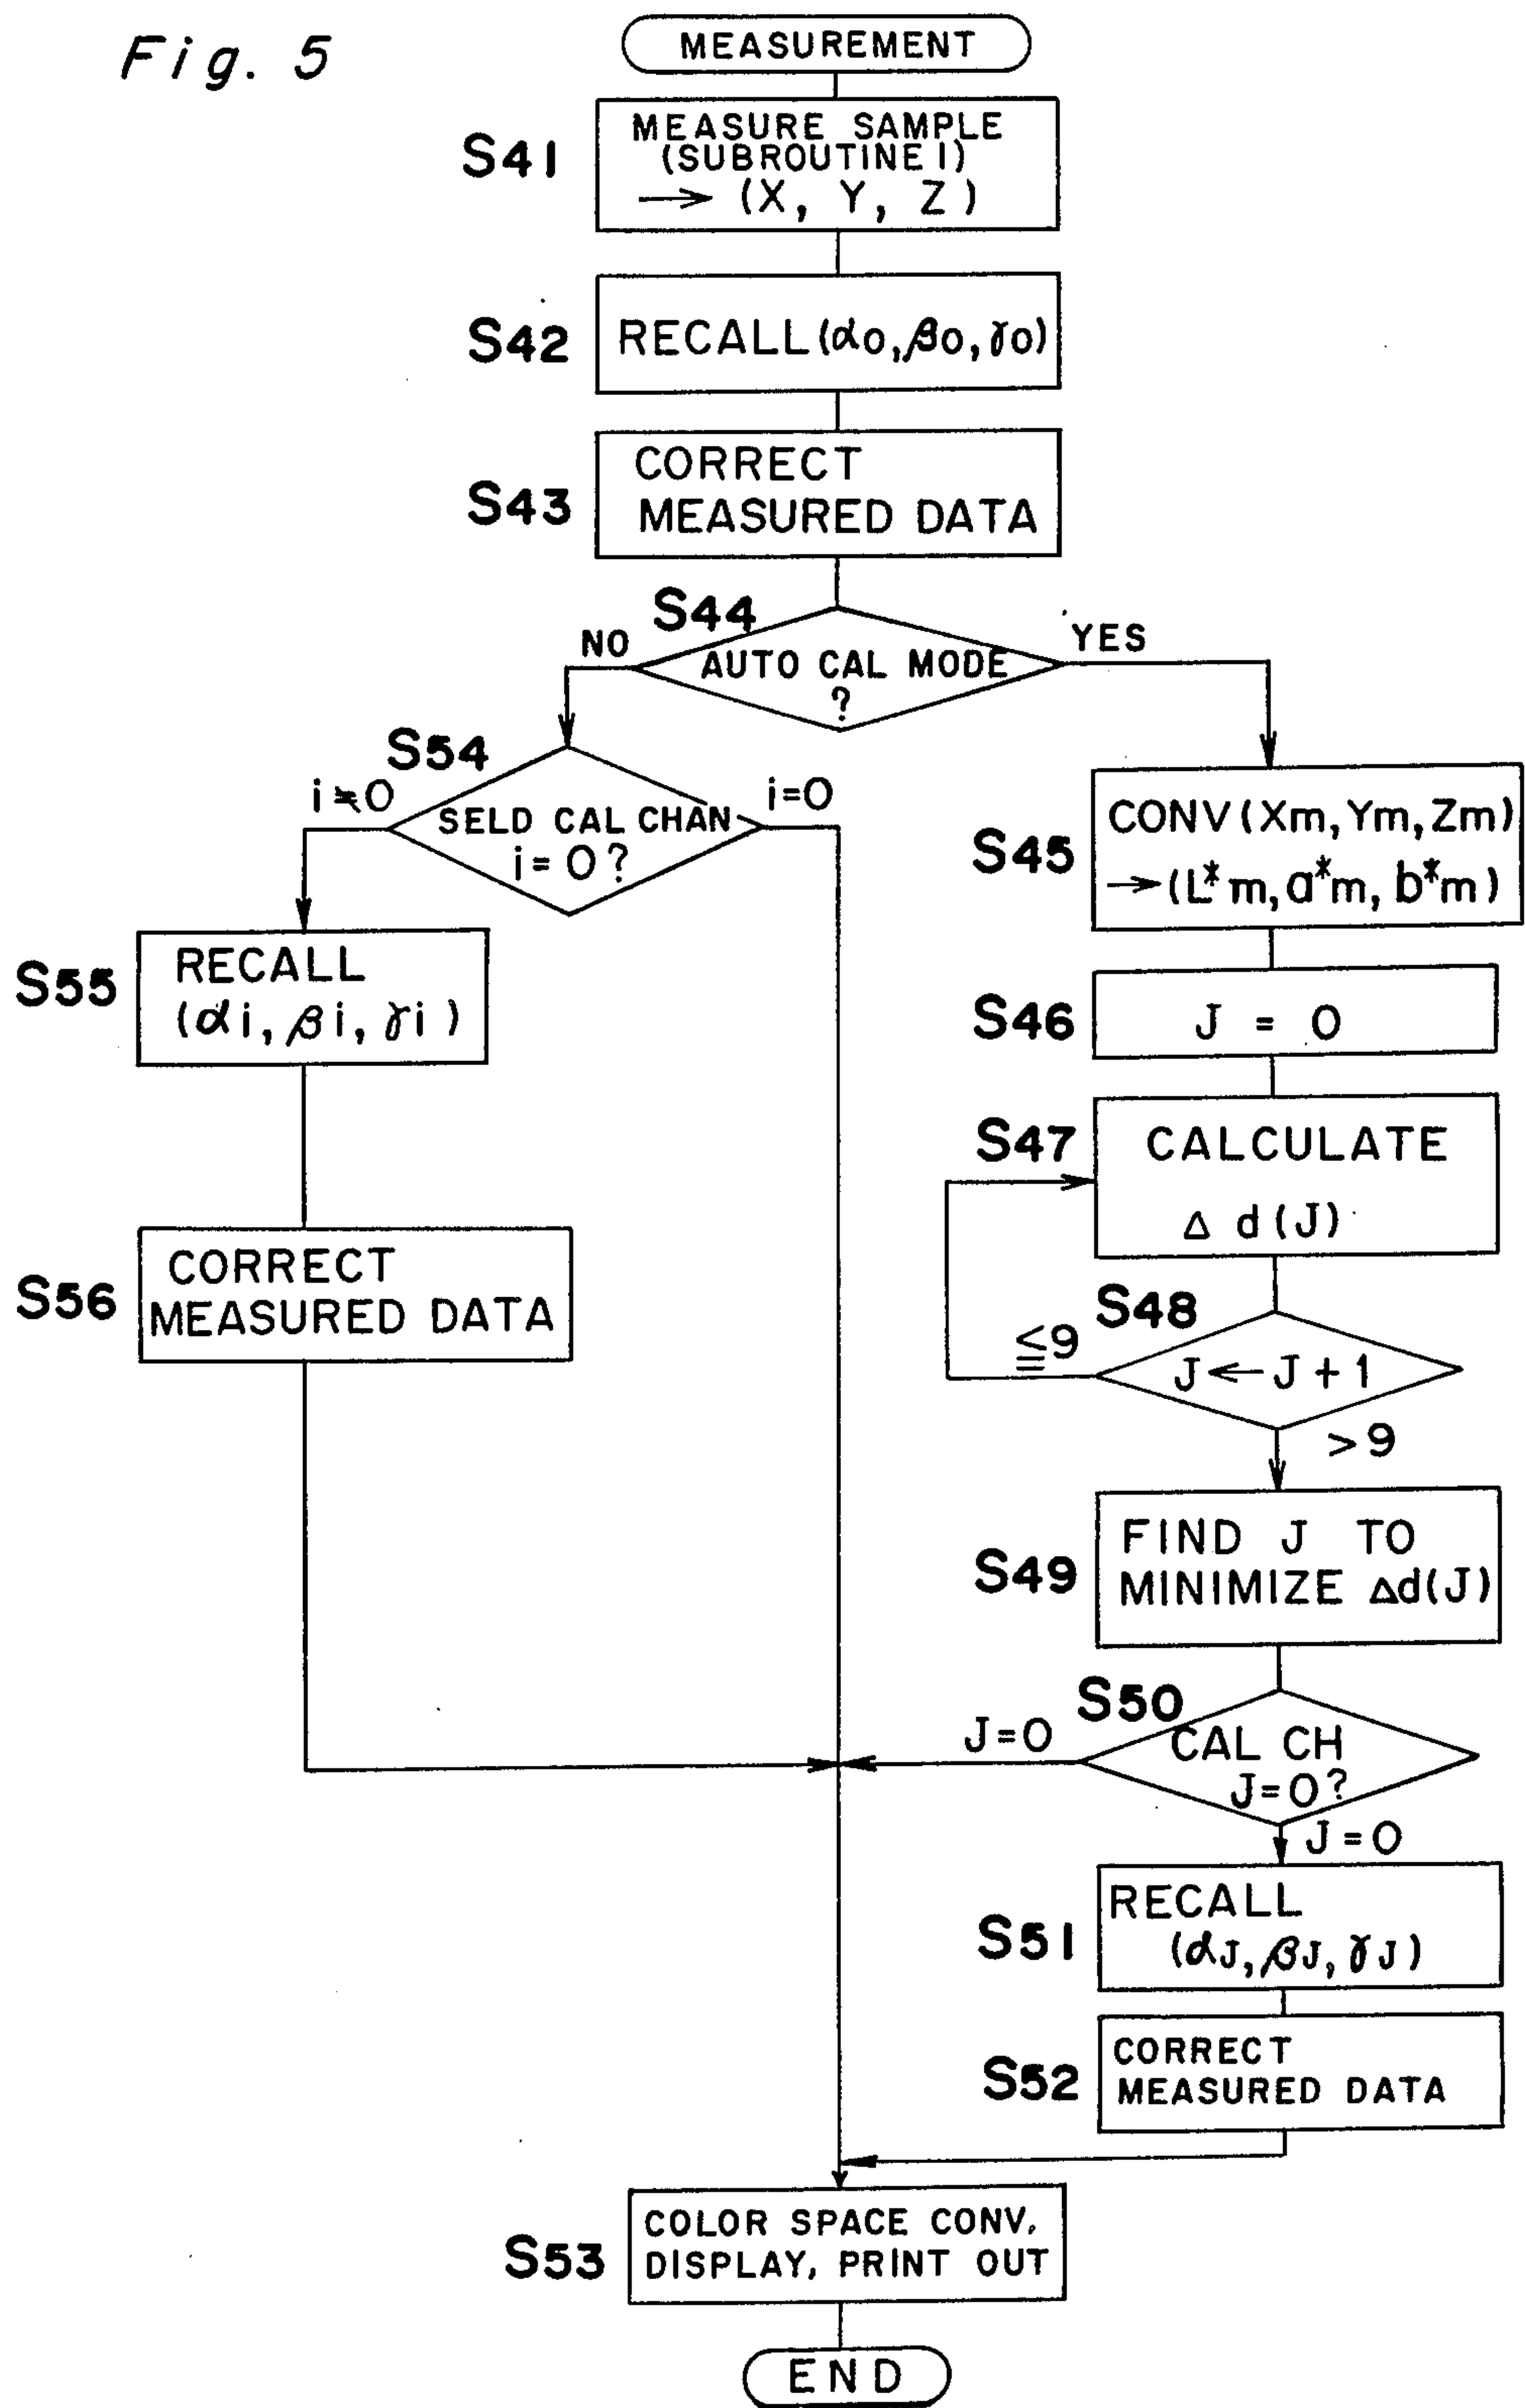 Fig. 5
MEASUREMENT
S41
MEASURE SAMPLE
(SUBROUTINE I)
→ (X, Y, Z)
S42
RECALL (αo, βo, γo)
S43
CORRECT
MEASURED DATA
S44
NO
YES
AUTO CAL MODE
?
S54
i≠0
i=0
SELD CAL CHAN
i=0?
S45
CONV (Xm, Ym, Zm)
→ (L*m, a*m, b*m)
S55
RECALL
(αi, βi, γi)
S46
J = 0
S47
CALCULATE
Δ d(J)
S56
CORRECT
MEASURED DATA
S48
≦9
J ← J + 1
>9
S49
FIND J TO
MINIMIZE Δd(J)
S50
J=0
CAL CH
J=0?
J=0
S51
RECALL
(αJ, βJ, γJ)
S52
CORRECT
MEASURED DATA
S53
COLOR SPACE CONV,
DISPLAY, PRINT OUT
END